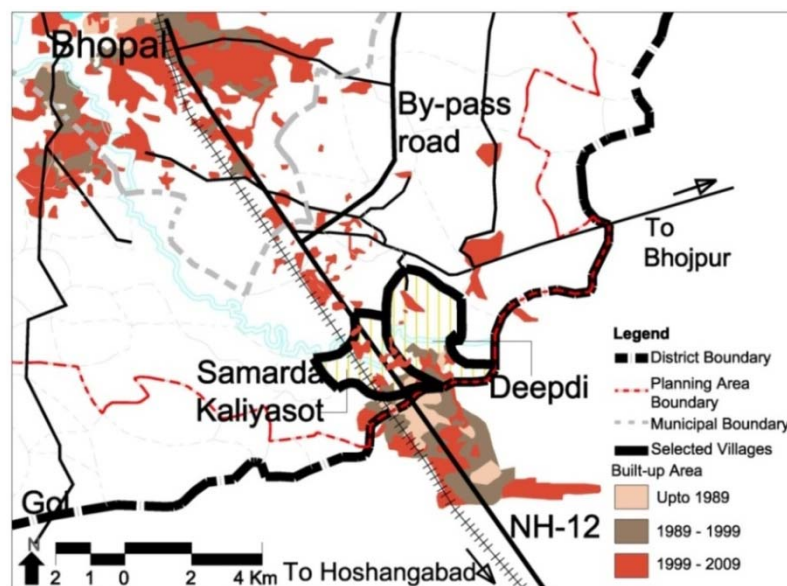 Bhopal
By-pass
road
To
Bhojpur
Samarda
Kaliyasot
Deepdi
Legend
District Boundary
Planning Area
Boundary
Municipal Boundary
Selected Villages
Built-up Area
Upto 1989
1989 - 1999
1999 - 2009
Gol
NH-12
N
2 1 0 2 4 Km
To Hoshangabad